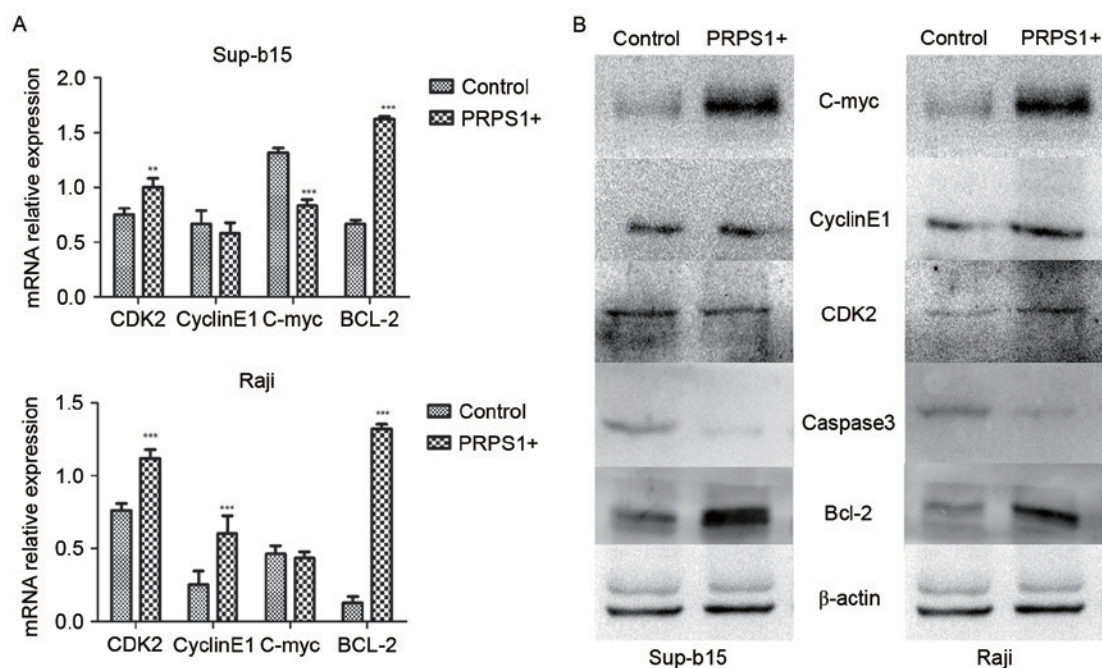 A
Sup-b15
mRNA relative expression
2.0
1.5
1.0
0.5
0.0
**
***
***
CDK2 CyclinE1 C-myc BCL-2
Control
PRPS1+
Raji
mRNA relative expression
1.5
1.0
0.5
0.0
***
***
***
CDK2 CyclinE1 C-myc BCL-2
Control
PRPS1+
B
Control PRPS1+ Control PRPS1+
C-myc
CyclinE1
CDK2
Caspase3
Bcl-2
β-actin
Sup-b15 Raji